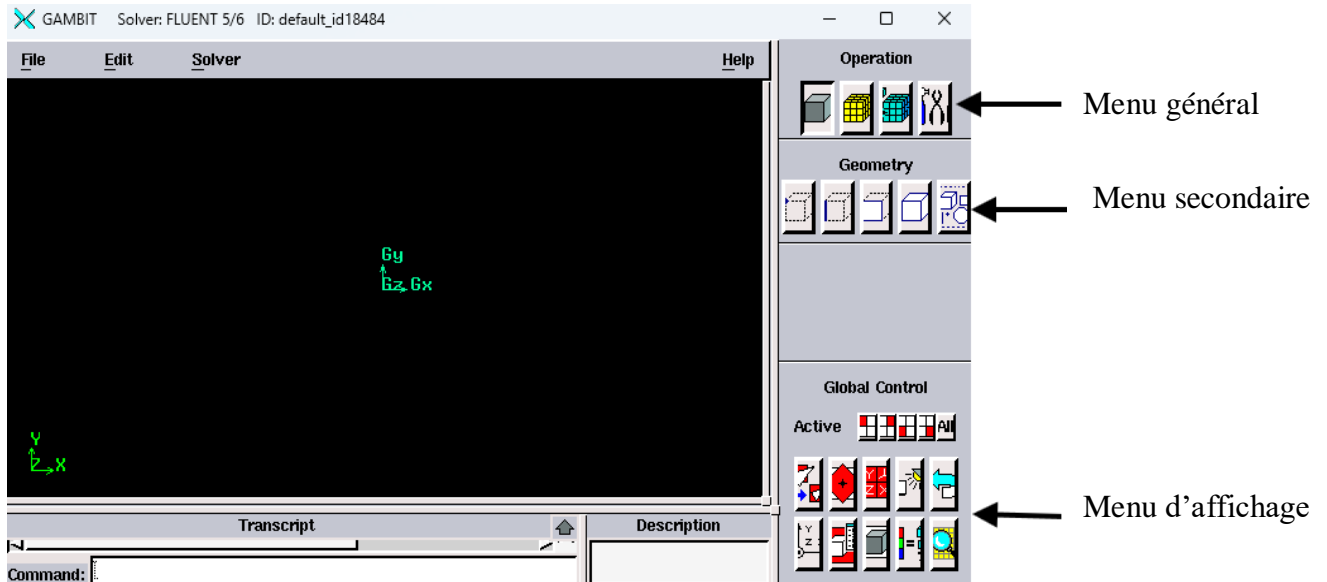 GAMBIT Solver: FLUENT 5/6 ID: default_id18484
File Edit Solver Help
Operation
Menu général
Geometry
Menu secondaire
Gy
Gz Gx
Global Control
Active All
Y
Z X
Menu d'affichage
Transcript
Description
Command: